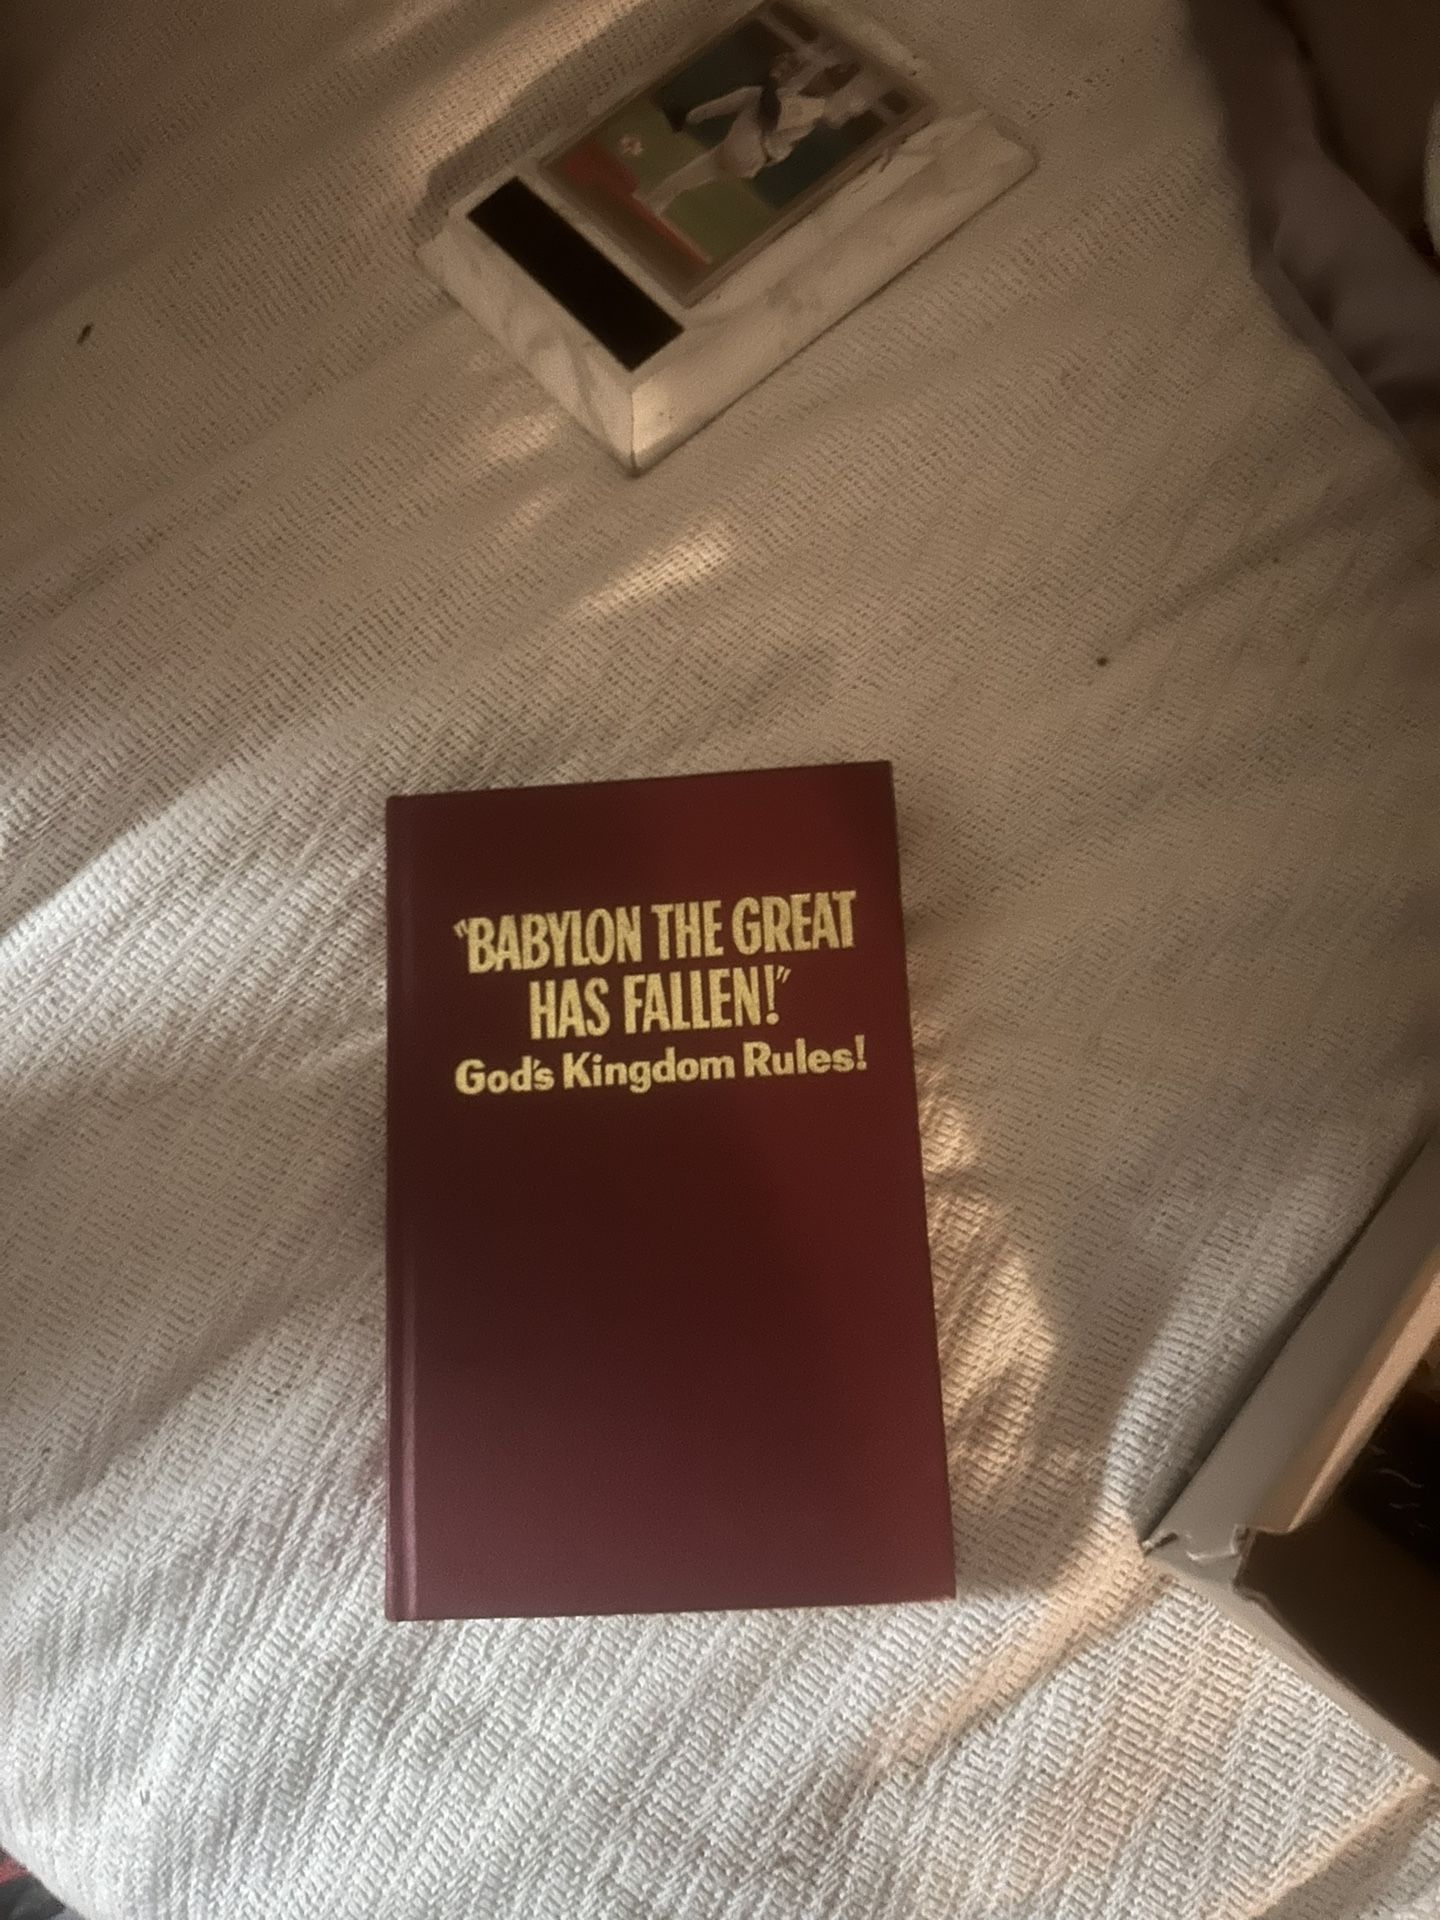 "BABYLON THE GREAT
HAS FALLEN!"
God's Kingdom Rules!